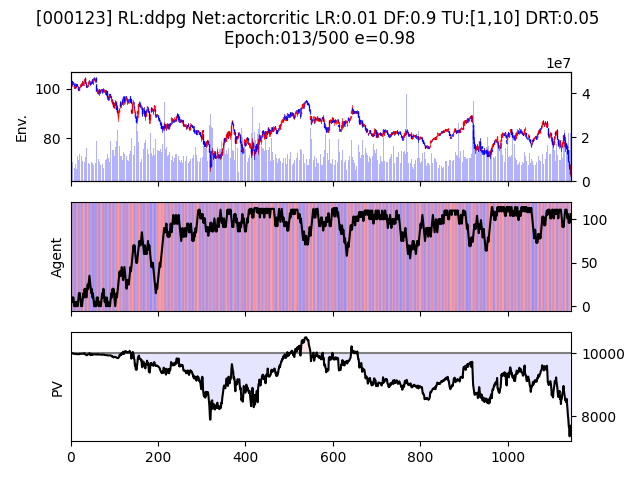 [000123] RL:ddpg Net:actorcritic LR:0.01 DF:0.9 TU:[1,10] DRT:0.05
Epoch:013/500 e=0.98
1e7
Env.
100
80
4
2
0
Agent
100
50
0
PV
10000
8000
0
200
400
600
800
1000